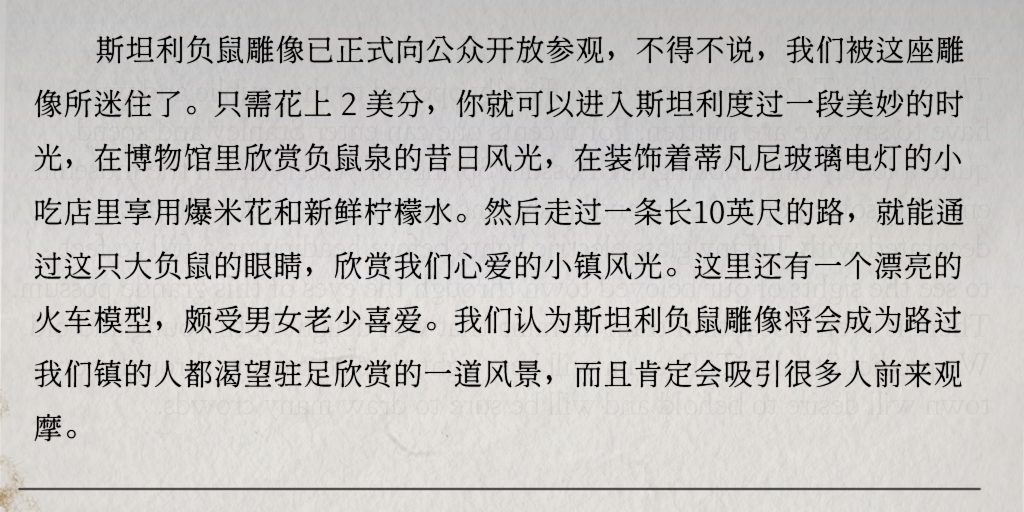 斯坦利负鼠雕像已正式向公众开放参观，不得不说，我们被这座雕
像所迷住了。只需花上 2 美分，你就可以进入斯坦利度过一段美妙的时
光，在博物馆里欣赏负鼠泉的昔日风光，在装饰着蒂凡尼玻璃电灯的小
吃店里享用爆米花和新鲜柠檬水。然后走过一条长10英尺的路，就能通
过这只大负鼠的眼睛，欣赏我们心爱的小镇风光。这里还有一个漂亮的
火车模型，颇受男女老少喜爱。我们认为斯坦利负鼠雕像将会成为路过
我们镇的人都渴望驻足欣赏的一道风景，而且肯定会吸引很多人前来观
摩。